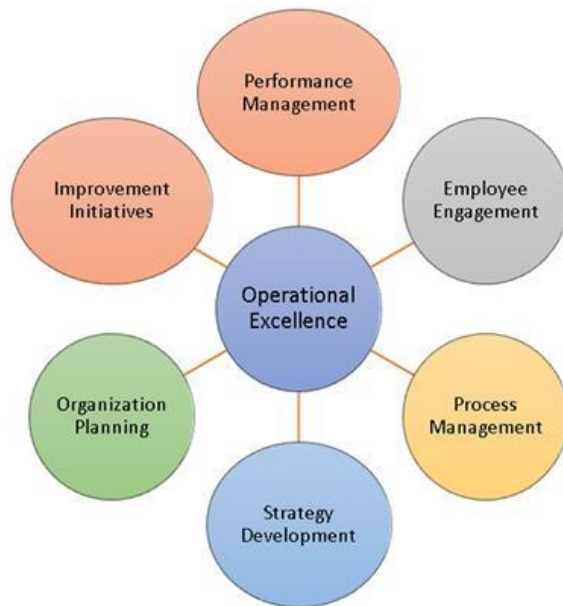 Performance
Management
Employee
Engagement
Process
Management
Strategy
Development
Organization
Planning
Improvement
Initiatives
Operational
Excellence